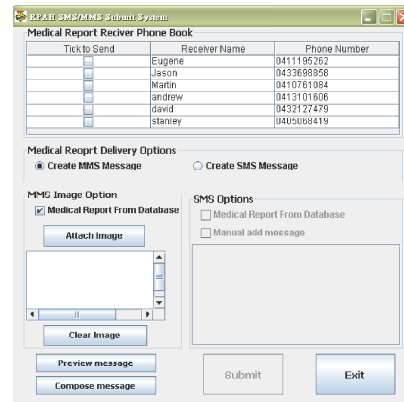 RPAH SMS/MMS Submit System
Medical Report Reciver Phone Book
Tick to Send Receiver Name Phone Number
Eugene 0411195262
Jason 0433698858
Martin 0410761084
andrew 0413101606
david 0432127479
stanley 0405068419
Medical Reoprt Delivery Options
Create MMS Message Create SMS Message
MMS Image Option
Medical Report From Database
Attach Image
Clear Image
Preview message
Compose message
SMS Options
Medical Report From Database
Manual add message
Submit Exit